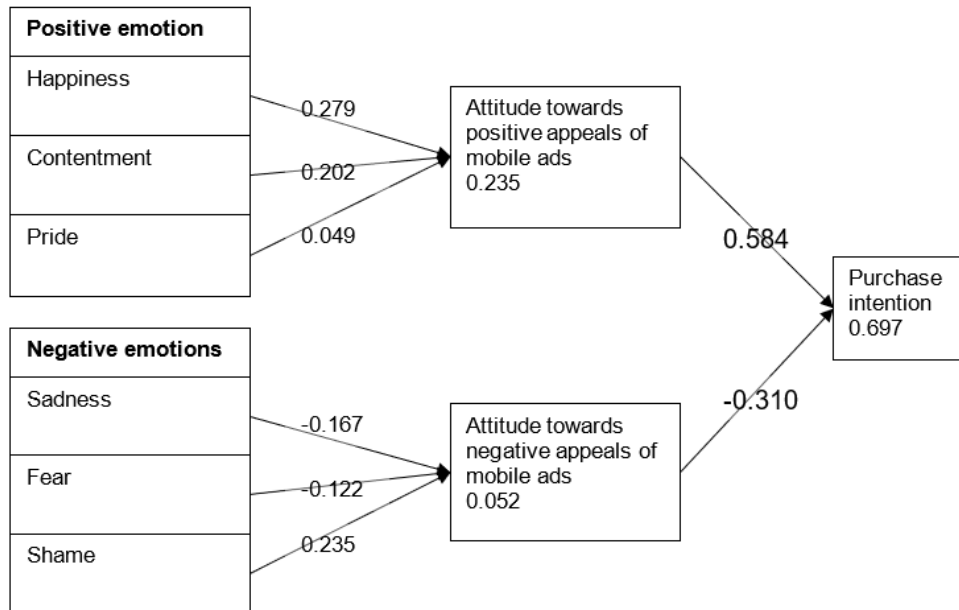 Positive emotion
Happiness
0.279
Contentment
0.202
Pride
0.049
Attitude towards
positive appeals of
mobile ads
0.235
0.584
Purchase
intention
0.697
Negative emotions
Sadness
-0.167
Fear
-0.122
Shame
0.235
Attitude towards
negative appeals of
mobile ads
0.052
-0.310